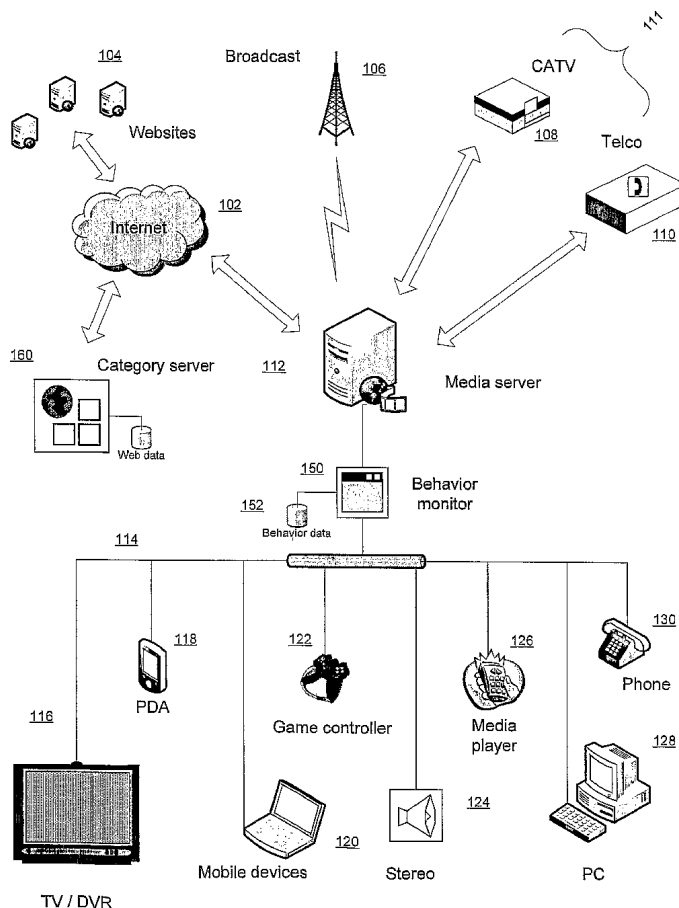 104
Websites
Broadcast
106
CATV
111
108
Telco
110
Internet
102
160
Category server
Web data
112
Media server
150
Behavior
monitor
152
Behavior data
114
116
118
PDA
122
Game controller
126
Media
player
130
Phone
128
120
Mobile devices
124
Stereo
PC
TV / DVR